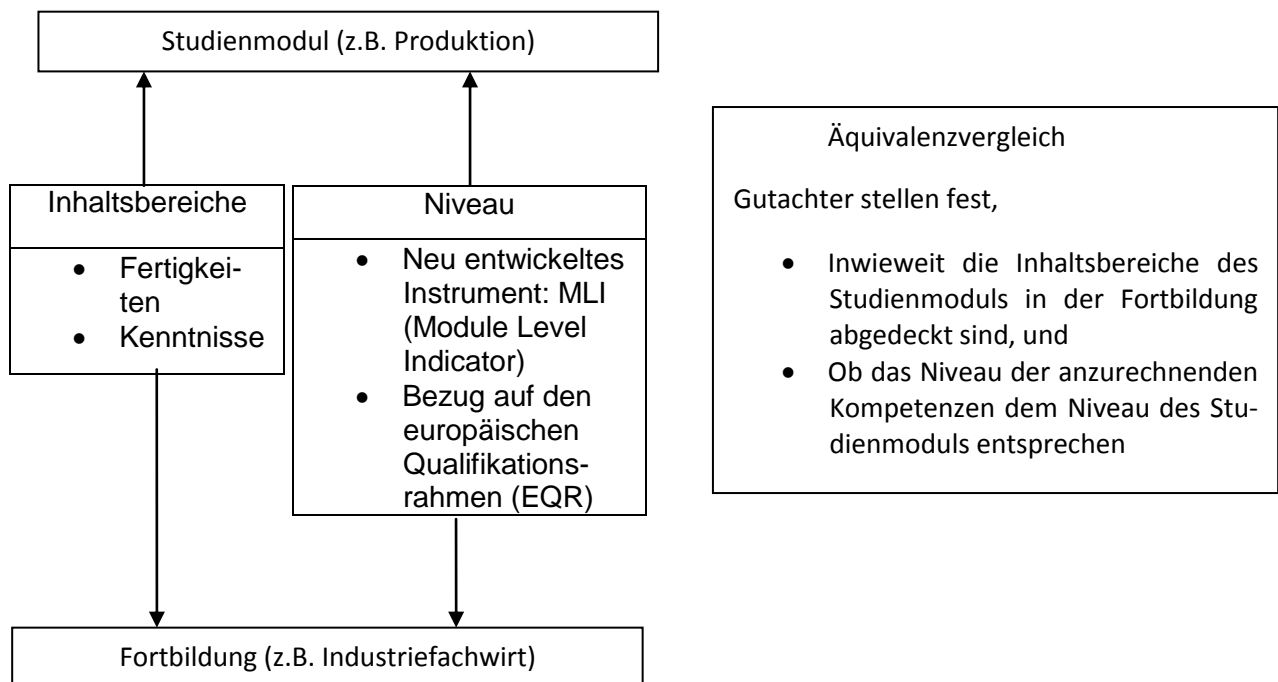 Studienmodul (z.B. Produktion)
Inhaltsbereiche
• Fertigkei-
ten
• Kenntnisse
Niveau
• Neu entwickeltes
Instrument: MLI
(Module Level
Indicator)
• Bezug auf den
europäischen
Qualifikations-
rahmen (EQR)
Fortbildung (z.B. Industriefachwirt)
Äquivalenzvergleich
Gutachter stellen fest,
• Inwieweit die Inhaltsbereiche des
Studienmoduls in der Fortbildung
abgedeckt sind, und
• Ob das Niveau der anzurechnenden
Kompetenzen dem Niveau des Stu-
dienmoduls entsprechen